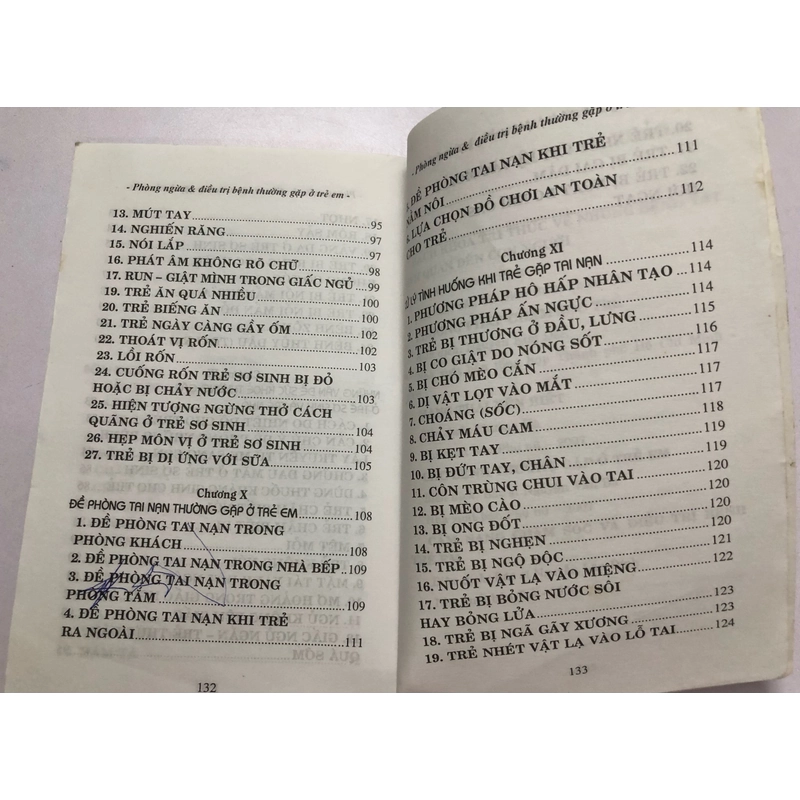 - Phòng ngừa & điều trị bệnh thường gặp ở trẻ em -
13. MÚT TAY 95
14. NGHIẾN RĂNG 97
15. NÓI LẮP 97
16. PHÁT ÂM KHÔNG RÕ CHỮ 98
17. RUN – GIẬT MÌNH TRONG GIẤC NGỦ 99
19. TRẺ ĂN QUÁ NHIỀU 100
20. TRẺ BIẾNG ĂN 100
21. TRẺ NGÀY CÀNG GẦY ỐM 102
22. THOÁT VỊ RỐN 102
23. LỒI RỐN 103
24. CUỐNG RỐN TRẺ SƠ SINH BỊ ĐỎ
HOẶC BỊ CHẢY NƯỚC 103
25. HIỆN TƯỢNG NGỪNG THỞ CÁCH
QUÃNG Ở TRẺ SƠ SINH 104
26. HẸP MÔN VỊ Ở TRẺ SƠ SINH 104
27. TRẺ BỊ DỊ ỨNG VỚI SỮA 105
Chương X
ĐỀ PHÒNG TAI NẠN THƯỜNG GẶP Ở TRẺ EM 108
1. ĐỀ PHÒNG TAI NẠN TRONG
PHÒNG KHÁCH 108
2. ĐỀ PHÒNG TAI NẠN TRONG NHÀ BẾP 109
3. ĐỀ PHÒNG TAI NẠN TRONG
PHÒNG TẮM 109
4. ĐỀ PHÒNG TAI NẠN KHI TRẺ
RA NGOÀI 111
132
- Phòng ngừa & điều trị bệnh thường gặp ở
ĐỀ PHÒNG TAI NẠN KHI TRẺ
NẰM NÔI 111
LỰA CHỌN ĐỒ CHƠI AN TOÀN
CHO TRẺ 112
Chương XI
LÝ TÌNH HUỐNG KHI TRẺ GẶP TAI NẠN 114
1. PHƯƠNG PHÁP HÔ HẤP NHÂN TẠO 114
2. PHƯƠNG PHÁP ẤN NGỰC 114
3. TRẺ BỊ THƯƠNG Ở ĐẦU, LƯNG 115
4. BỊ CO GIẬT DO NÓNG SỐT 116
5. BỊ CHÓ MÈO CẮN 117
6. DỊ VẬT LỌT VÀO MẮT 117
7. CHOÁNG (SỐC) 117
8. CHẢY MÁU CAM 118
9. BỊ KẸT TAY 119
10. BỊ ĐỨT TAY, CHÂN 119
11. CÔN TRÙNG CHUI VÀO TAI 120
12. BỊ MÈO CÀO 120
13. BỊ ONG ĐỐT 120
14. TRẺ BỊ NGHẸN 120
15. TRẺ BỊ NGỘ ĐỘC 121
16. NUỐT VẬT LẠ VÀO MIỆNG 122
17. TRẺ BỊ BỎNG NƯỚC SÔI
HAY BỎNG LỬA 123
18. TRẺ BỊ NGÃ GÃY XƯƠNG 123
19. TRẺ NHÉT VẬT LẠ VÀO LỖ TAI 124
133